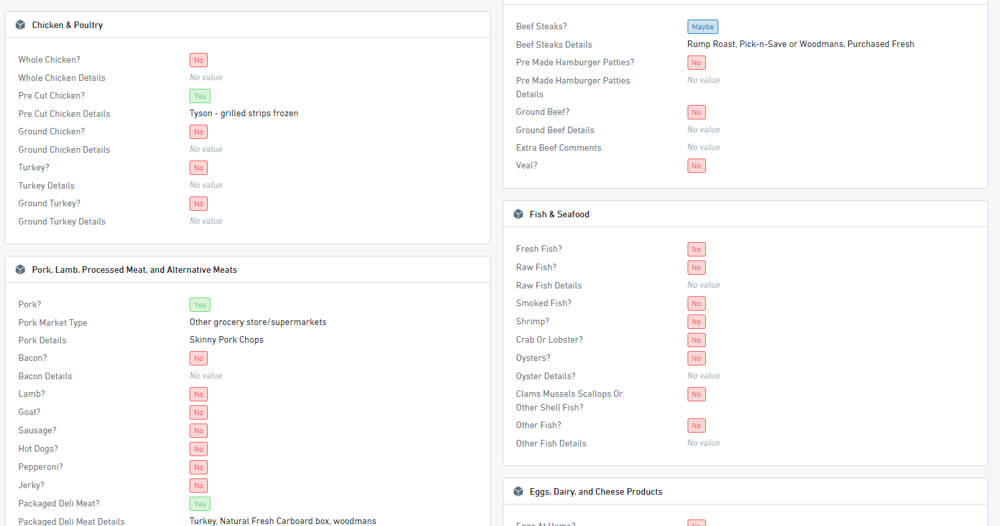 Chicken & Poultry
Whole Chicken? No
Whole Chicken Details No value
Pre Cut Chicken? Yes
Pre Cut Chicken Details Tyson - grilled strips frozen
Ground Chicken? No
Ground Chicken Details No value
Turkey? No
Turkey Details No value
Ground Turkey? No
Ground Turkey Details No value
Pork, Lamb, Processed Meat, and Alternative Meats
Pork? Yes
Pork Market Type Other grocery store/supermarkets
Pork Details Skinny Pork Chops
Bacon? No
Bacon Details No value
Lamb? No
Goat? No
Sausage? No
Hot Dogs? No
Pepperoni? No
Jerky? No
Packaged Deli Meat? Yes
Packaged Deli Meat Details Turkey, Natural Fresh Carboard box, woodmans
Beef Steaks? Maybe
Beef Steaks Details Rump Roast, Pick-n-Save or Woodmans, Purchased Fresh
Pre Made Hamburger Patties? No
Pre Made Hamburger Patties No value
Details
Ground Beef? No
Ground Beef Details No value
Extra Beef Comments No value
Veal? No
Fish & Seafood
Fresh Fish? No
Raw Fish? No
Raw Fish Details No value
Smoked Fish? No
Shrimp? No
Crab Or Lobster? No
Oysters? No
Oyster Details? No value
Clams Mussels Scallops Or No
Other Shell Fish?
Other Fish? No
Other Fish Details No value
Eggs, Dairy, and Cheese Products
Eggs At Home? No